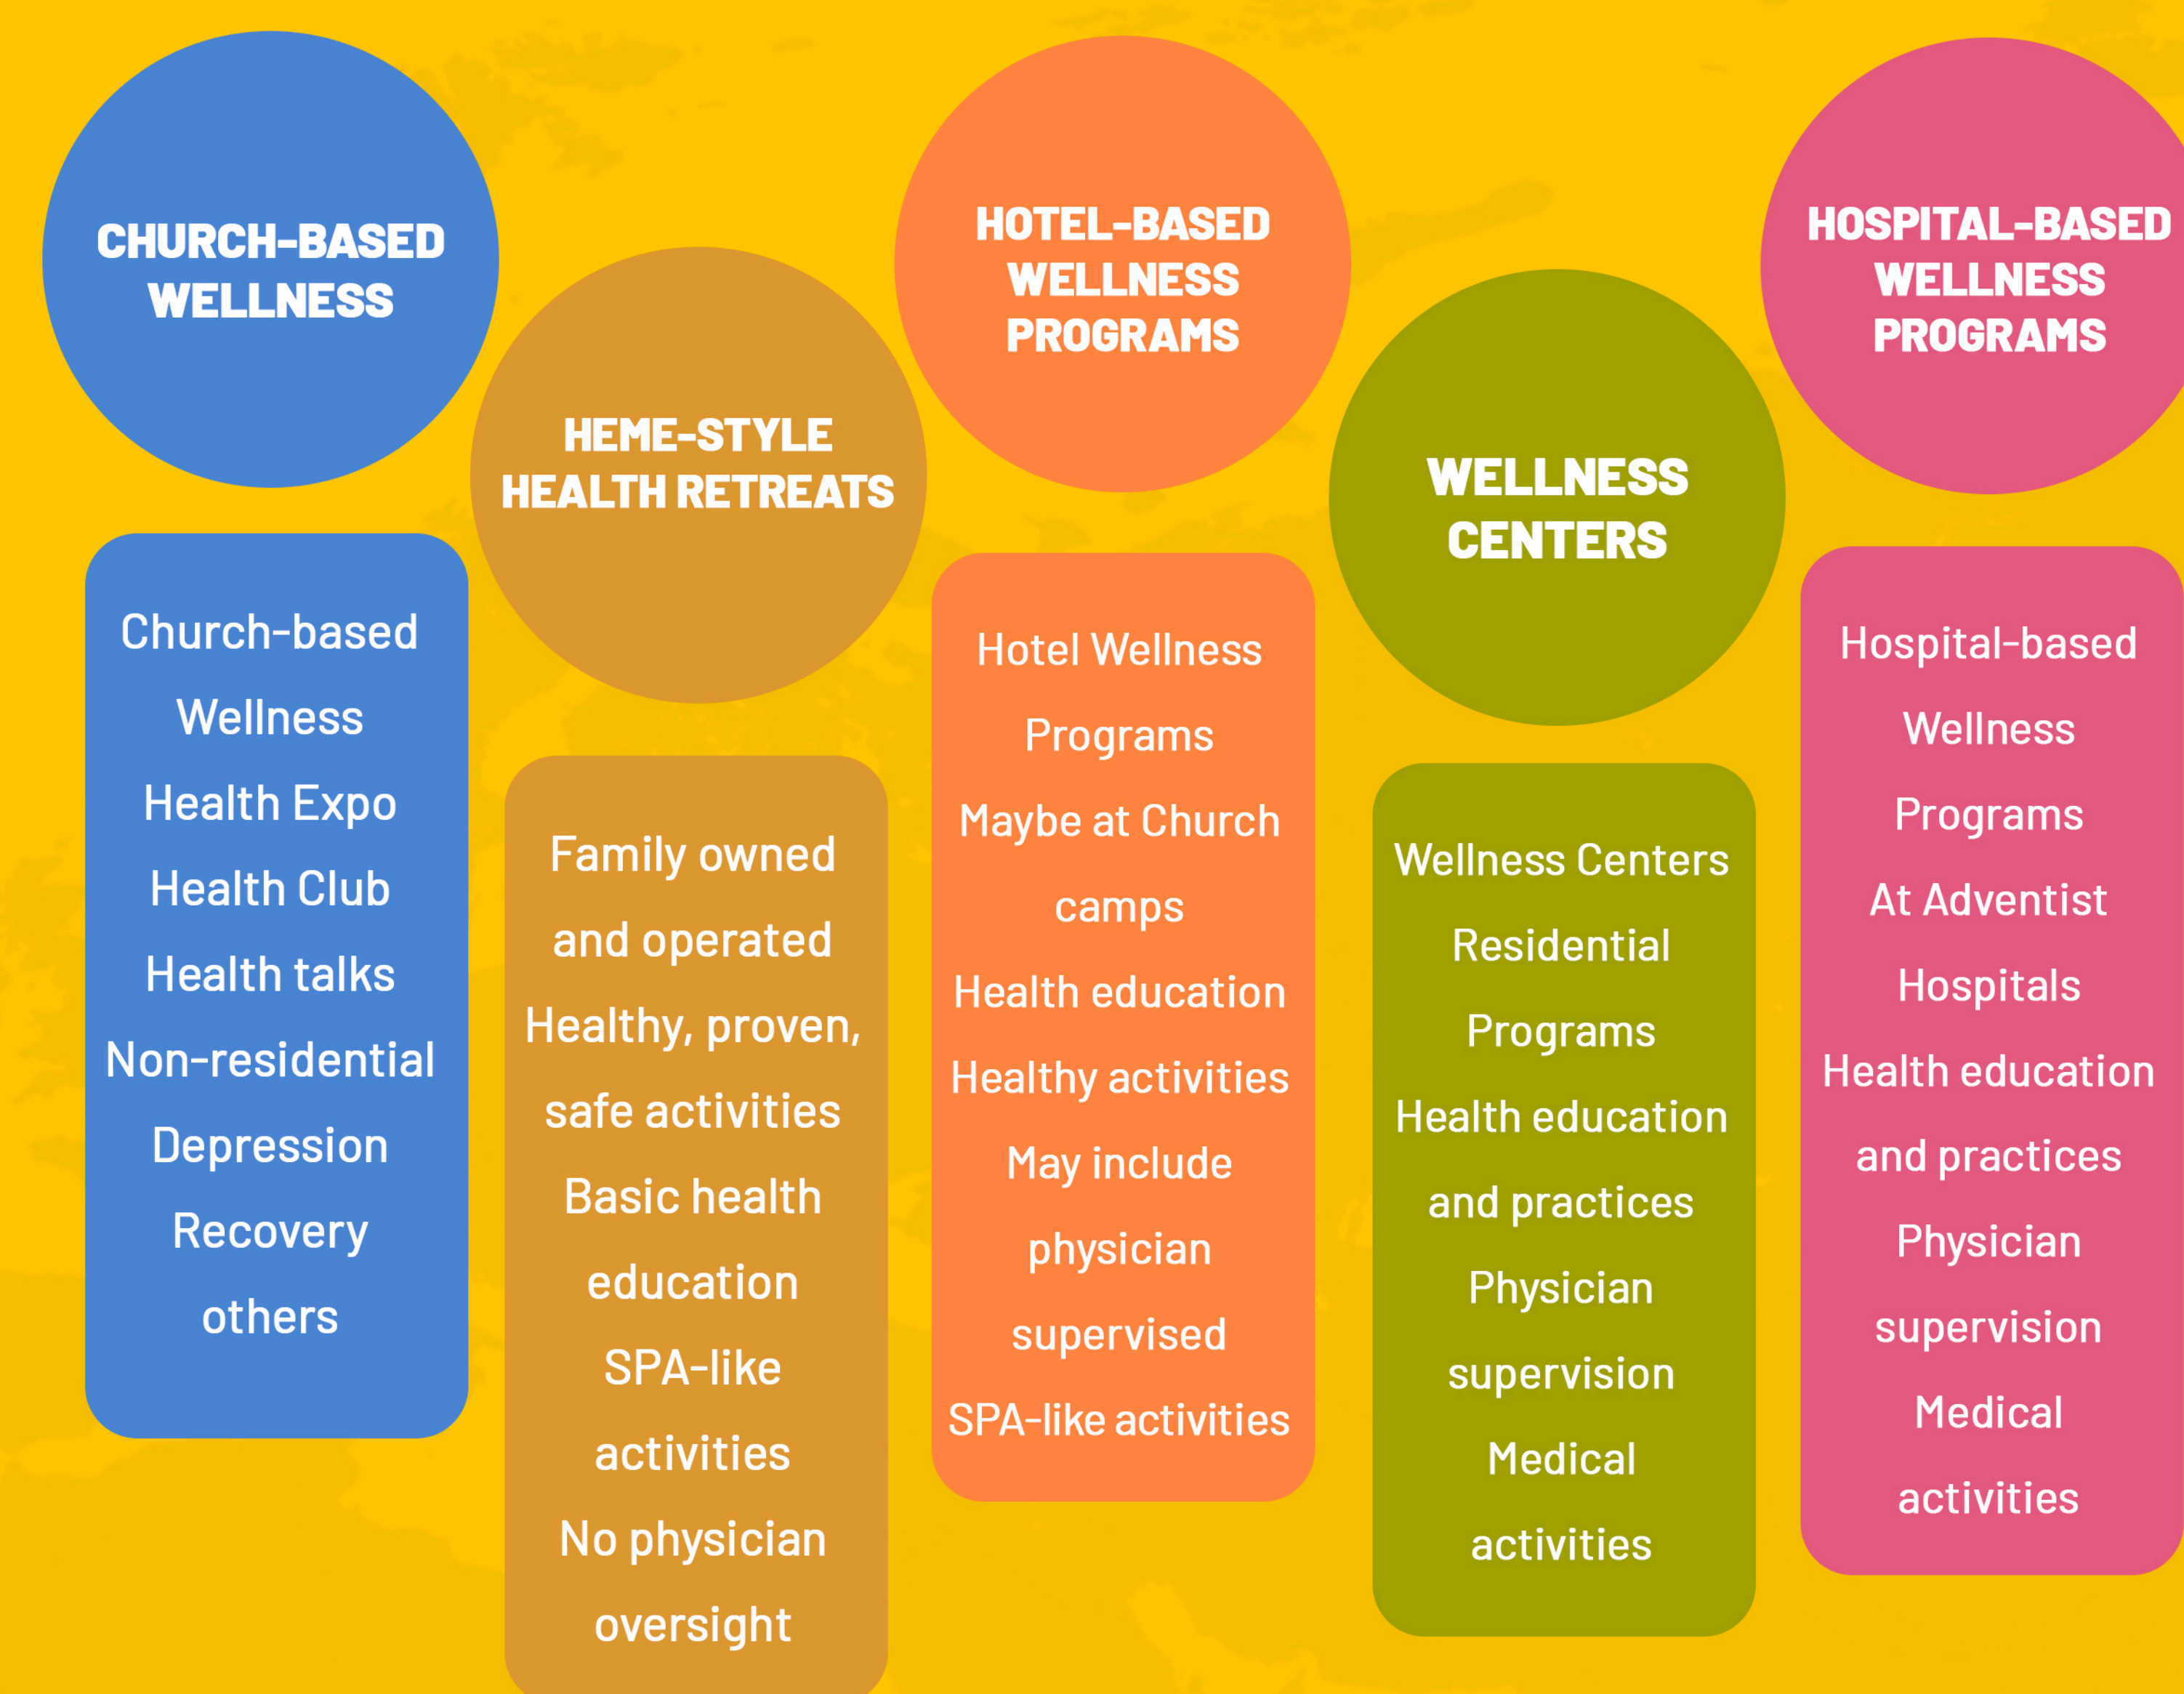 CHURCH-BASED
WELLNESS
Church-based
Wellness
Health Expo
Health Club
Health talks
Non-residential
Depression
Recovery
others
HEME-STYLE
HEALTH RETREATS
Family owned
and operated
Healthy, proven,
safe activities
Basic health
education
SPA-like
activities
No physician
oversight
HOTEL-BASED
WELLNESS
PROGRAMS
Hotel Wellness
Programs
Maybe at Church
camps
Health education
Healthy activities
May include
physician
supervised
SPA-like activities
WELLNESS
CENTERS
Wellness Centers
Residential
Programs
Health education
and practices
Physician
supervision
Medical
activities
HOSPITAL-BASED
WELLNESS
PROGRAMS
Hospital-based
Wellness
Programs
At Adventist
Hospitals
Health education
and practices
Physician
supervision
Medical
activities